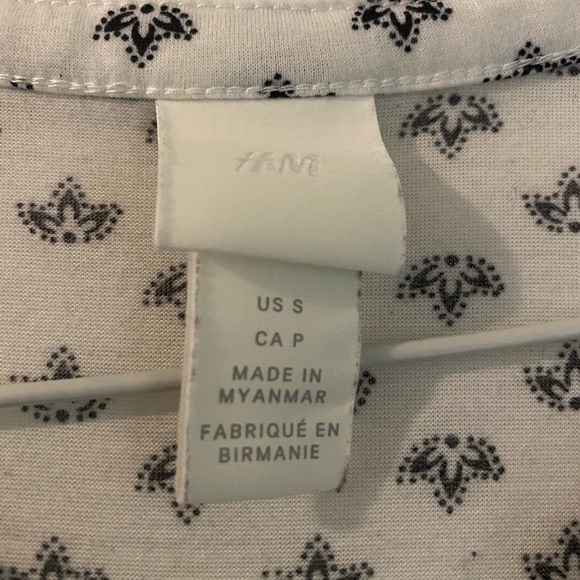 H&M
US S
CA P
MADE IN
MYANMAR
FABRIQUÉ EN
BIRMANIE